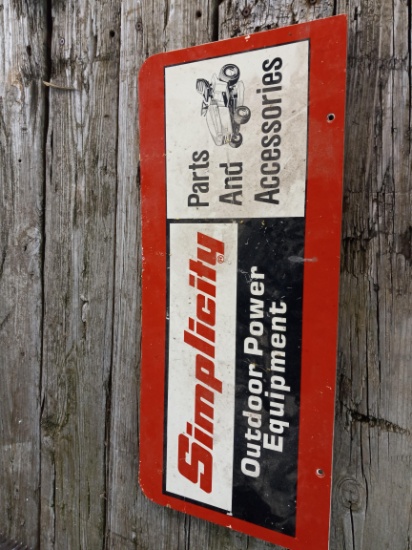 Simplicity®
Outdoor Power
Equipment
Parts
And
Accessories